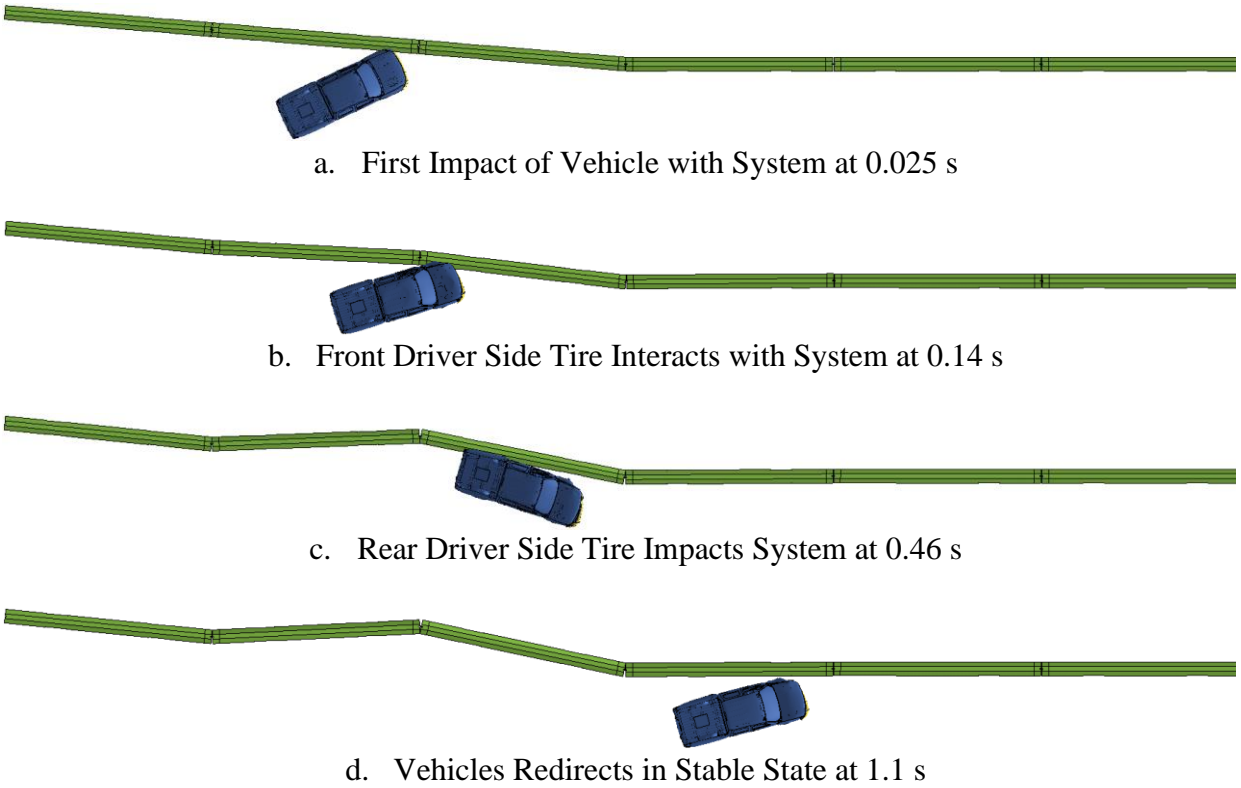 a. First Impact of Vehicle with System at 0.025 s
b. Front Driver Side Tire Interacts with System at 0.14 s
c. Rear Driver Side Tire Impacts System at 0.46 s
d. Vehicles Redirects in Stable State at 1.1 s